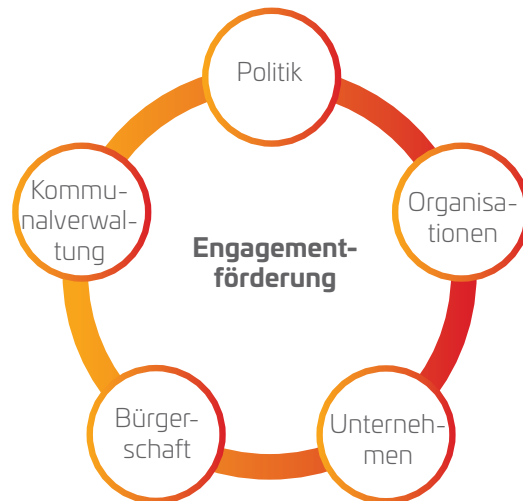 Politik
Organisa-
tionen
Unterneh-
men
Bürger-
schaft
Kommu-
nalverwal-
tung
Engagement-
förderung